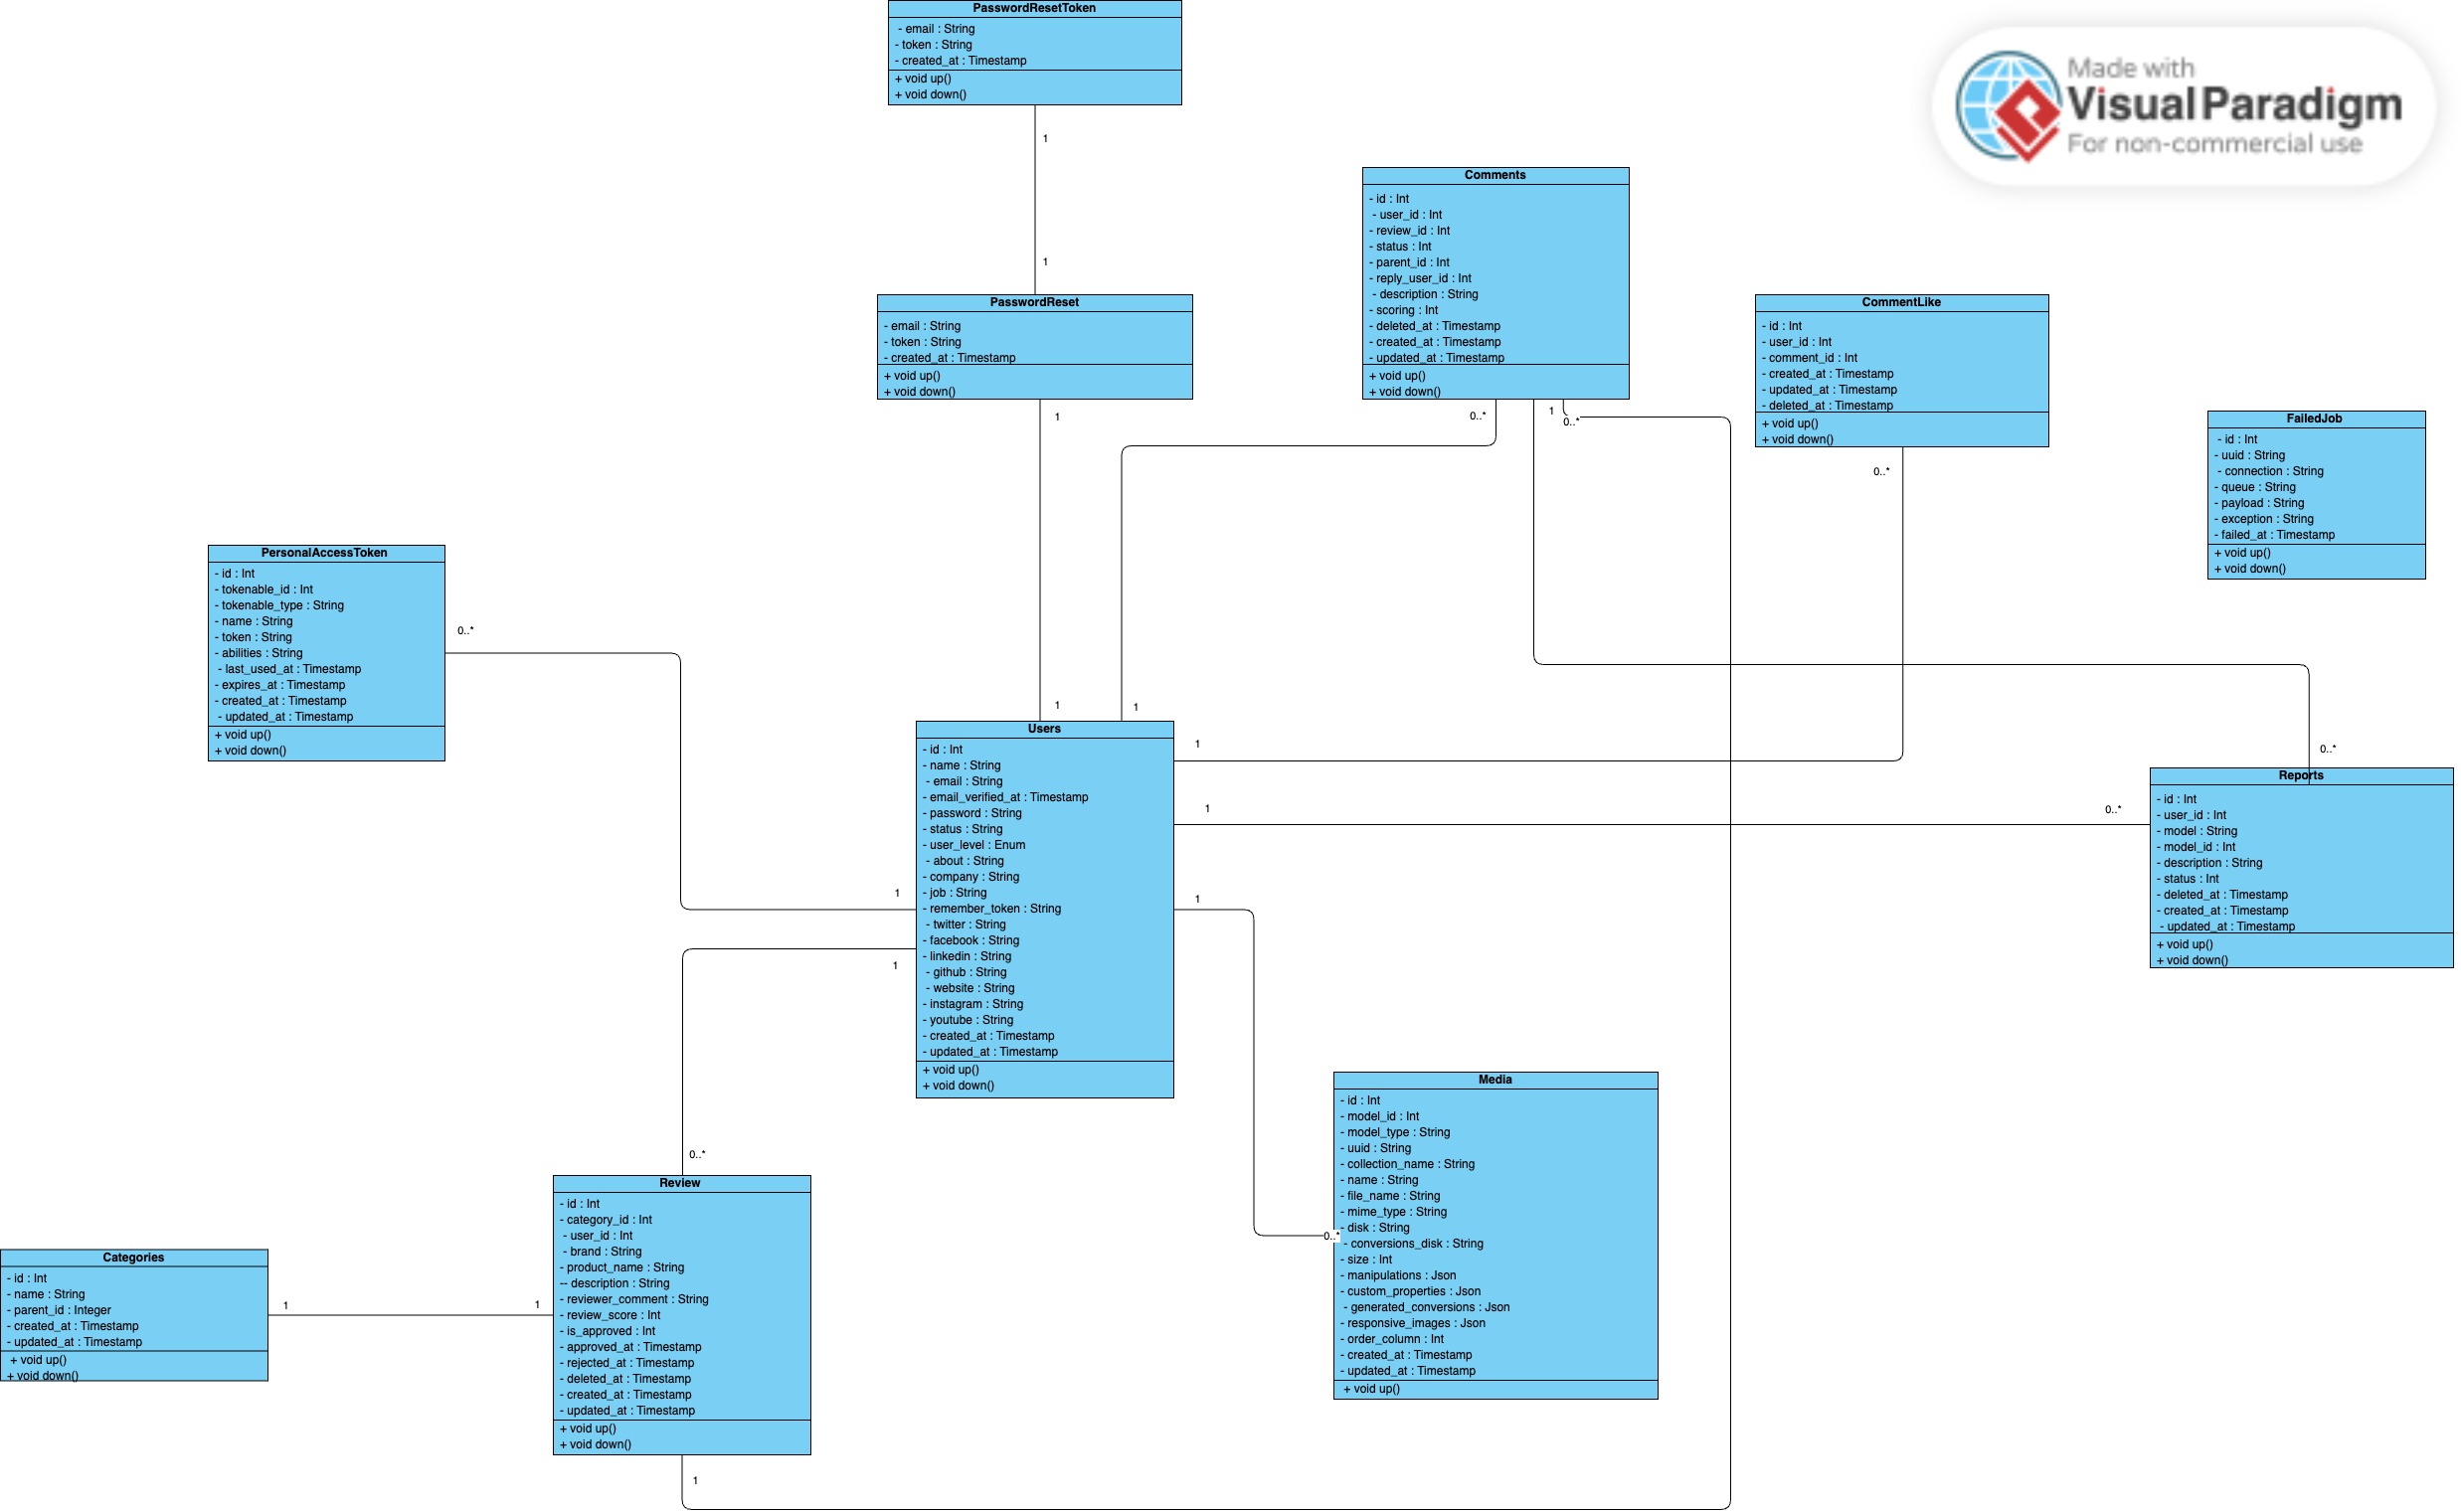 PasswordResetToken
- email : String
- token : String
- created_at : Timestamp
+ void up()
+ void down()
1
1
Made with
Visual Paradigm
For non-commercial use
PasswordReset
- email : String
- token : String
- created_at : Timestamp
+ void up()
+ void down()
1
1
Comments
- id : Int
- user_id : Int
- review_id : Int
- status : Int
- parent_id : Int
- reply_user_id : Int
- description : String
- scoring : Int
- deleted_at : Timestamp
- created_at : Timestamp
- updated_at : Timestamp
+ void up()
+ void down()
0..*
1
0..*
1
CommentLike
- id : Int
- user_id : Int
- comment_id : Int
- created_at : Timestamp
- updated_at : Timestamp
- deleted_at : Timestamp
+ void up()
+ void down()
0..*
FailedJob
- id : Int
- uuid : String
- connection : String
- queue : String
- payload : String
- exception : String
- failed_at : Timestamp
+ void up()
+ void down()
PersonalAccessToken
- id : Int
- tokenable_id : Int
- tokenable_type : String
- name : String
- token : String
- abilities : String
- last_used_at : Timestamp
- expires_at : Timestamp
- created_at : Timestamp
- updated_at : Timestamp
+ void up()
+ void down()
0..*
1
Users
- id : Int
- name : String
- email : String
- email_verified_at : Timestamp
- password : String
- status : String
- user_level : Enum
- about : String
- company : String
- job : String
- remember_token : String
- twitter : String
- facebook : String
- linkedin : String
- github : String
- website : String
- instagram : String
- youtube : String
- created_at : Timestamp
- updated_at : Timestamp
+ void up()
+ void down()
1
1
1
1
0..*
0..*
Reports
- id : Int
- user_id : Int
- model : String
- model_id : Int
- description : String
- status : Int
- deleted_at : Timestamp
- created_at : Timestamp
- updated_at : Timestamp
+ void up()
+ void down()
Media
- id : Int
- model_id : Int
- model_type : String
- uuid : String
- collection_name : String
- name : String
- file_name : String
- mime_type : String
- disk : String
- conversions_disk : String
- size : Int
- manipulations : Json
- custom_properties : Json
- generated_conversions : Json
- responsive_images : Json
- order_column : Int
- created_at : Timestamp
- updated_at : Timestamp
+ void up()
0..*
0..*
Review
- id : Int
- category_id : Int
- user_id : Int
- brand : String
- product_name : String
-- description : String
- reviewer_comment : String
- review_score : Int
- is_approved : Int
- approved_at : Timestamp
- rejected_at : Timestamp
- deleted_at : Timestamp
- created_at : Timestamp
- updated_at : Timestamp
+ void up()
+ void down()
1
Categories
- id : Int
- name : String
- parent_id : Integer
- created_at : Timestamp
- updated_at : Timestamp
+ void up()
+ void down()
1
1